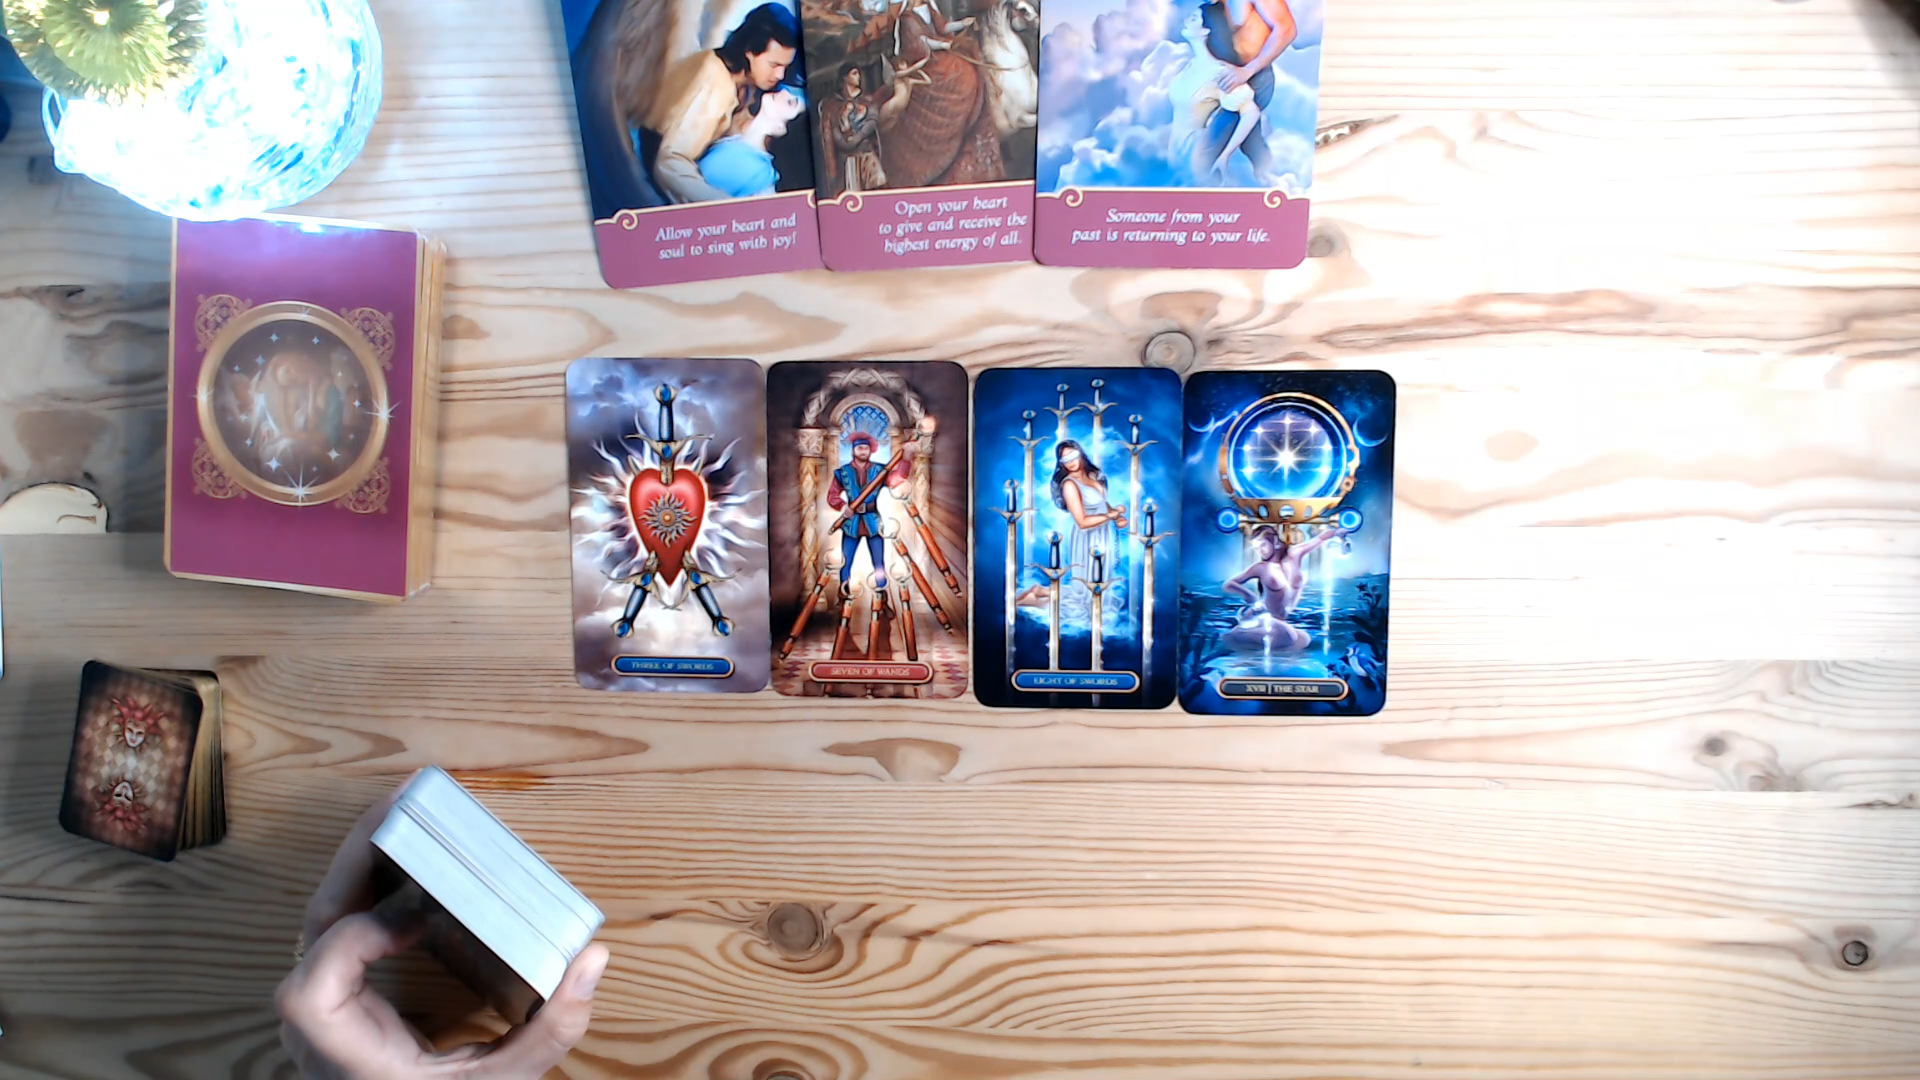 Allow your heart and
soul to sing with joy!
Open your heart
to give and receive the
highest energy of all.
Someone from your
past is returning to your life.
THREE OF SWORDS
SEVEN OF WANDS
EIGHT OF SWORDS
XVII | THE STAR